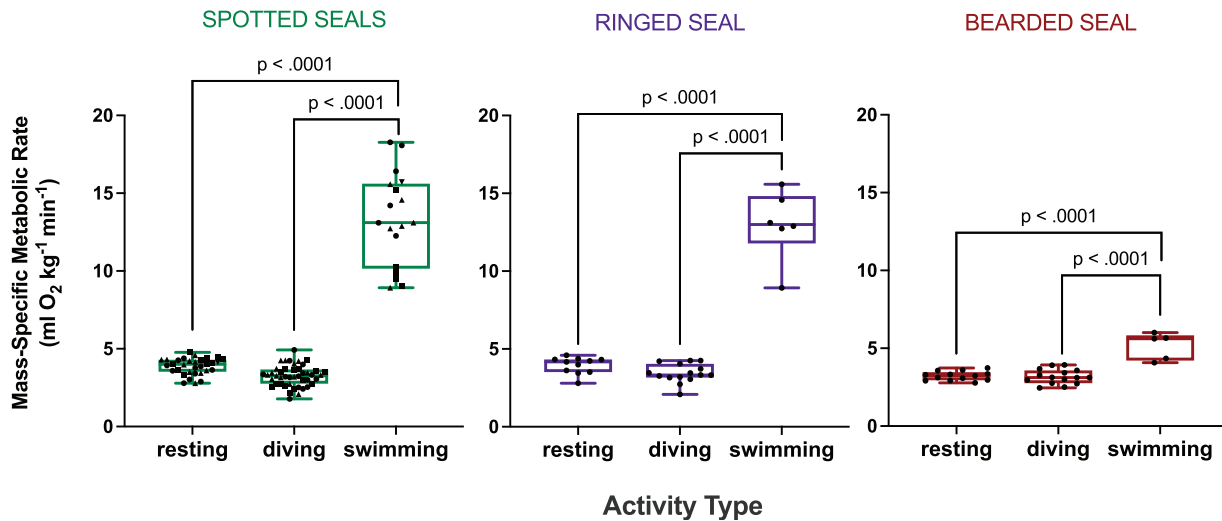 SPOTTED SEALS
RINGED SEAL
BEARDED SEAL
Mass-Specific Metabolic Rate
(ml O₂ kg⁻¹ min⁻¹)
p < .0001
p < .0001
20
15
10
5
0
resting diving swimming
p < .0001
p < .0001
20
15
10
5
0
resting diving swimming
p < .0001
p < .0001
20
15
10
5
0
resting diving swimming
Activity Type